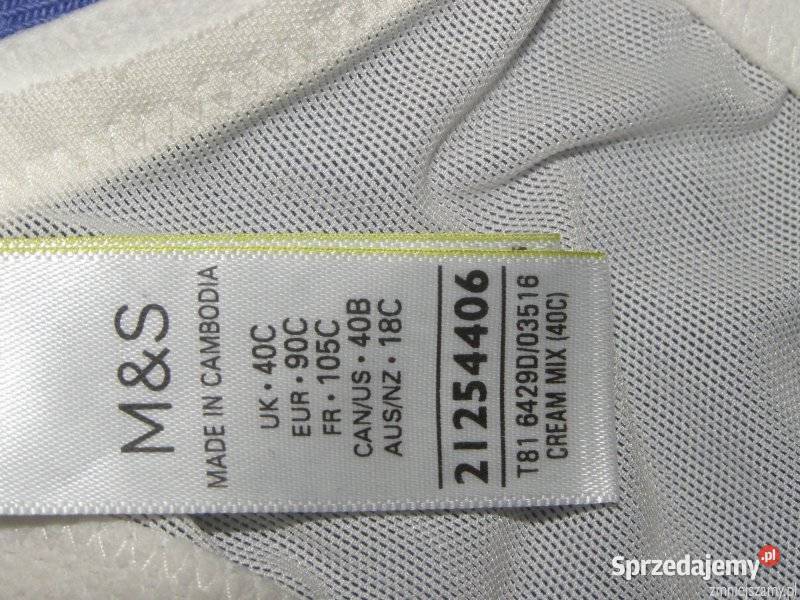 M&S
MADE IN CAMBODIA
UK • 40C
EUR • 90C
FR • 105C
CAN/US • 40B
AUS/NZ • 18C
21254406
T81 6429D/03516
CREAM MIX (40C)
Sprzedajemy.pl
zmniejszamy.pl